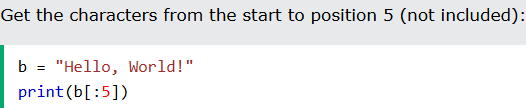 Get the characters from the start to position 5 (not included):
b = "Hello, World!"
print(b[:5])